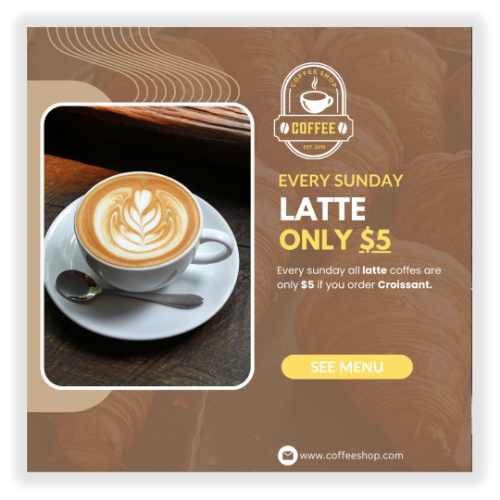 COFFEE SHOP
COFFEE
EST. 2019
EVERY SUNDAY
LATTE
ONLY $5
Every sunday all latte coffes are
only $5 if you order Croissant.
SEE MENU
www.coffeeshop.com